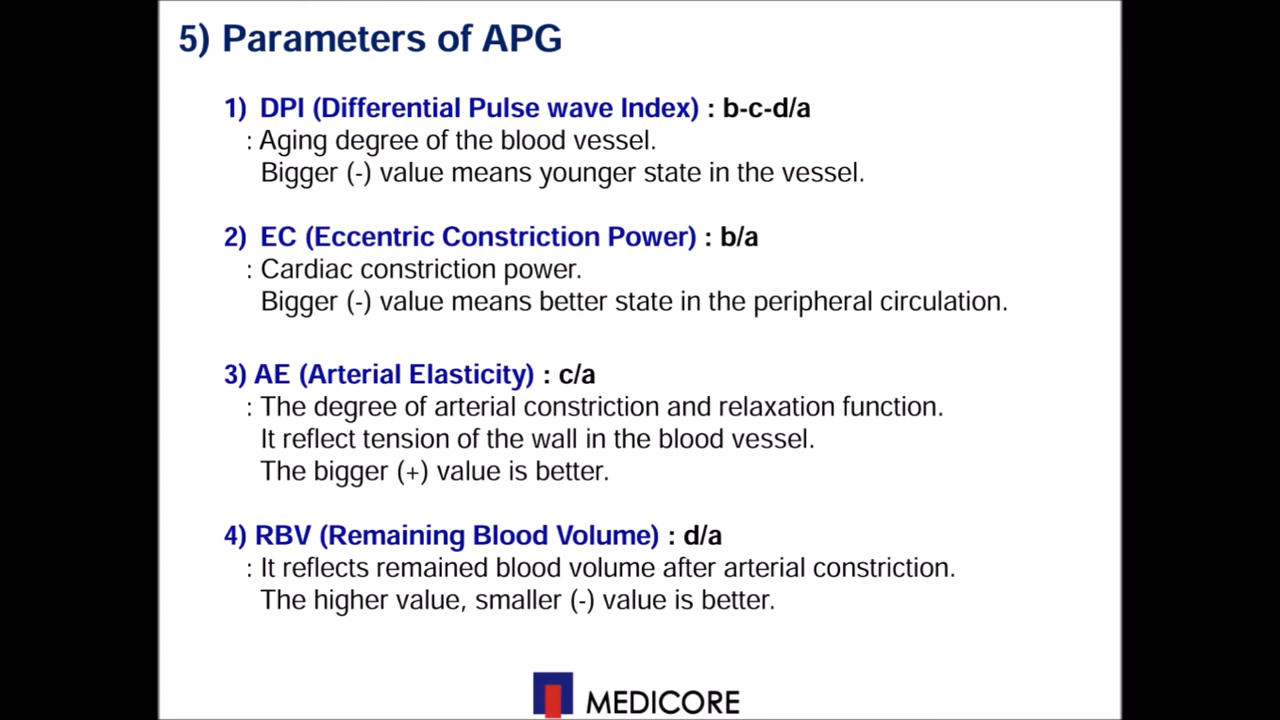 5) Parameters of APG
1) DPI (Differential Pulse wave Index) : b-c-d/a
: Aging degree of the blood vessel.
Bigger (-) value means younger state in the vessel.
2) EC (Eccentric Constriction Power) : b/a
: Cardiac constriction power.
Bigger (-) value means better state in the peripheral circulation.
3) AE (Arterial Elasticity) : c/a
: The degree of arterial constriction and relaxation function.
It reflect tension of the wall in the blood vessel.
The bigger (+) value is better.
4) RBV (Remaining Blood Volume) : d/a
: It reflects remained blood volume after arterial constriction.
The higher value, smaller (-) value is better.
MEDICORE